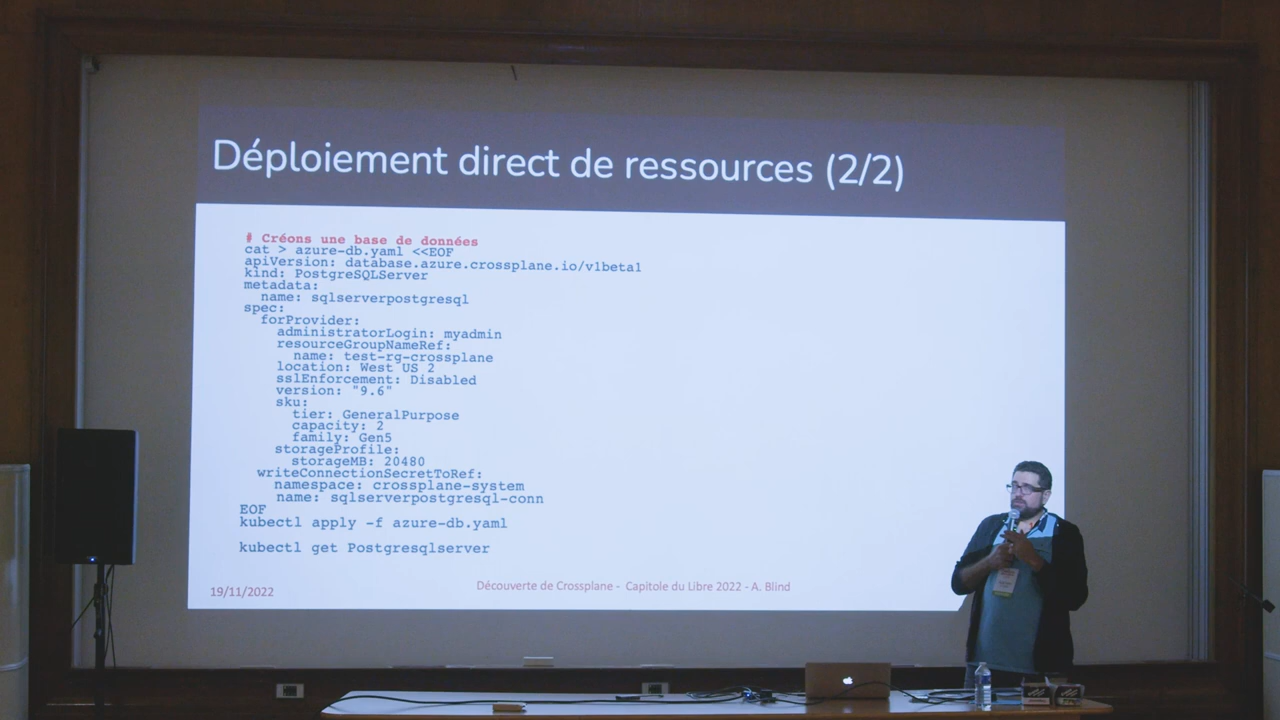 Déploiement direct de ressources (2/2)
# Créons une base de données
cat > azure-db.yaml <<EOF
apiVersion: database.azure.crossplane.io/v1beta1
kind: PostgreSQLServer
metadata:
  name: sqlserverpostgresql
spec:
  forProvider:
    administratorLogin: myadmin
    resourceGroupNameRef:
      name: test-rg-crossplane
    location: West US 2
    sslEnforcement: Disabled
    version: "9.6"
    sku:
      tier: GeneralPurpose
      capacity: 2
      family: Gen5
    storageProfile:
      storageMB: 20480
  writeConnectionSecretToRef:
    namespace: crossplane-system
    name: sqlserverpostgresql-conn
EOF
kubectl apply -f azure-db.yaml
kubectl get Postgresqlserver
19/11/2022
Découverte de Crossplane - Capitole du Libre 2022 - A. Blind